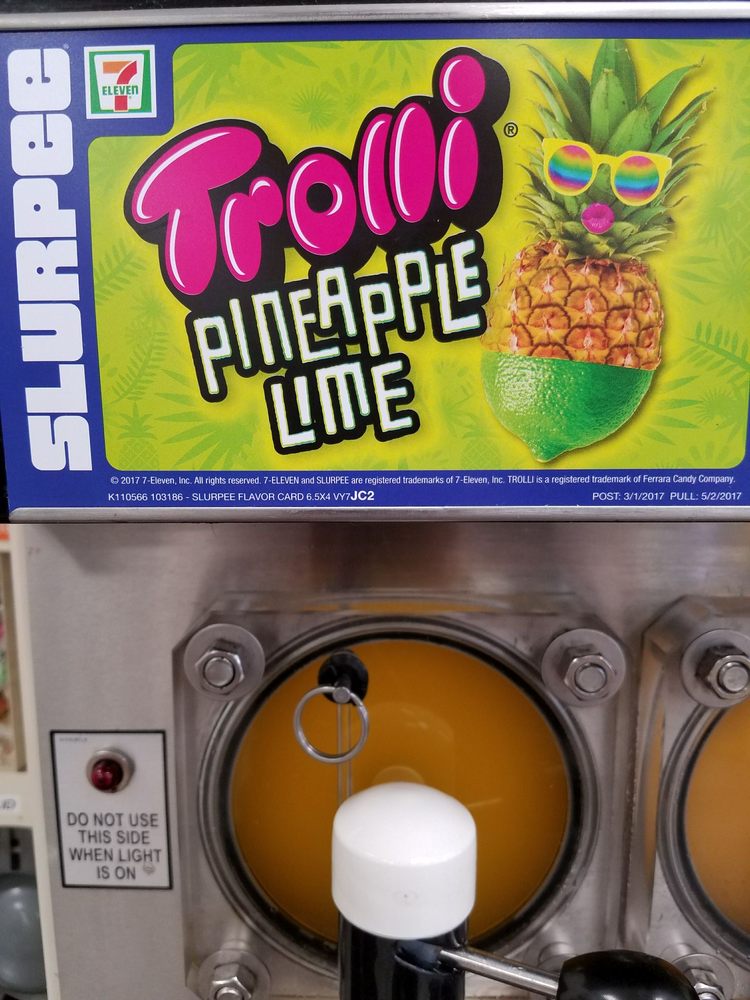 SLURPEE
7
ELEVEN
Trolli®
PINEAPPLE
LIME
© 2017 7-Eleven, Inc. All rights reserved. 7-ELEVEN and SLURPEE are registered trademarks of 7-Eleven, Inc. TROLLI is a registered trademark of Ferrara Candy Company.
K110566 103186 - SLURPEE FLAVOR CARD 6.5X4 VY7JC2 POST: 3/1/2017 PULL: 5/2/2017
DO NOT USE
THIS SIDE
WHEN LIGHT
IS ON